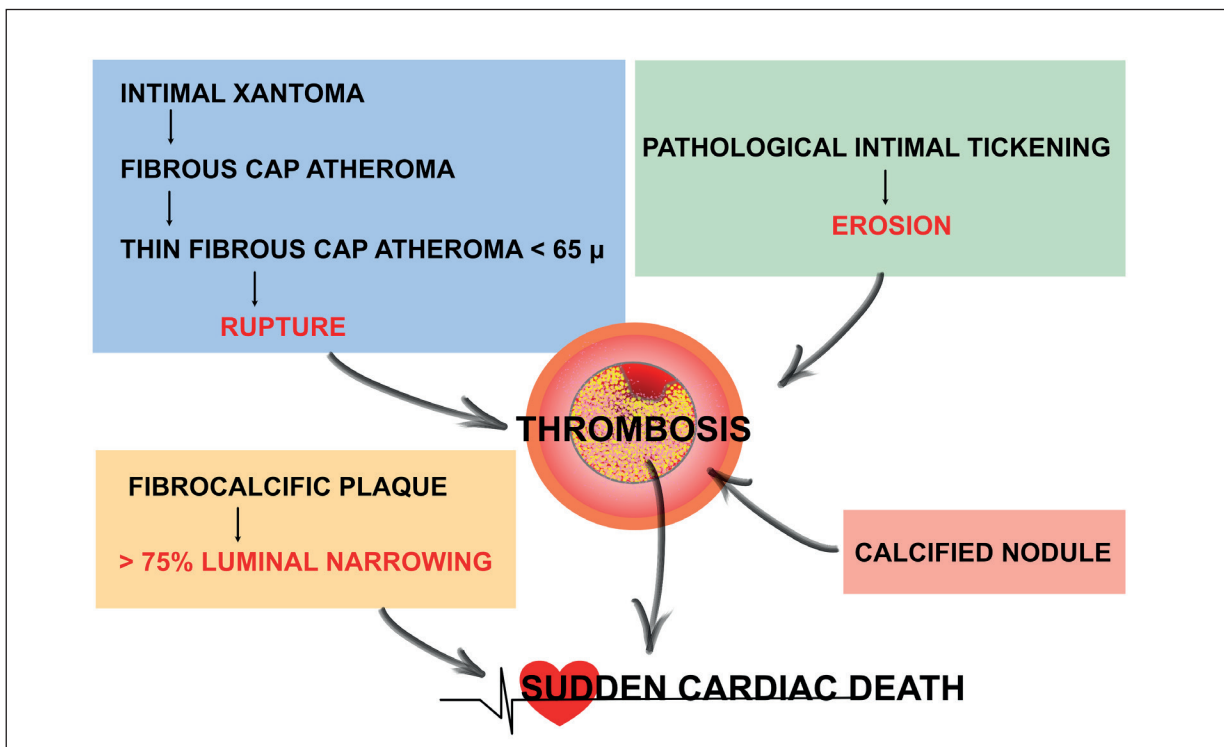 INTIMAL XANTOMA
FIBROUS CAP ATHEROMA
THIN FIBROUS CAP ATHEROMA < 65 µ
RUPTURE
PATHOLOGICAL INTIMAL TICKENING
EROSION
THROMBOSIS
FIBROCALCIFIC PLAQUE
> 75% LUMINAL NARROWING
CALCIFIED NODULE
SUDDEN CARDIAC DEATH